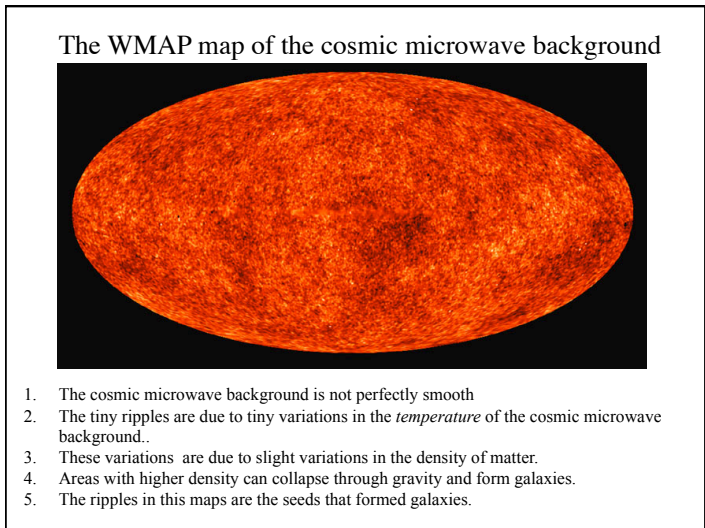 The WMAP map of the cosmic microwave background
1. The cosmic microwave background is not perfectly smooth
2. The tiny ripples are due to tiny variations in the temperature of the cosmic microwave
background..
3. These variations  are due to slight variations in the density of matter.
4. Areas with higher density can collapse through gravity and form galaxies.
5. The ripples in this maps are the seeds that formed galaxies.